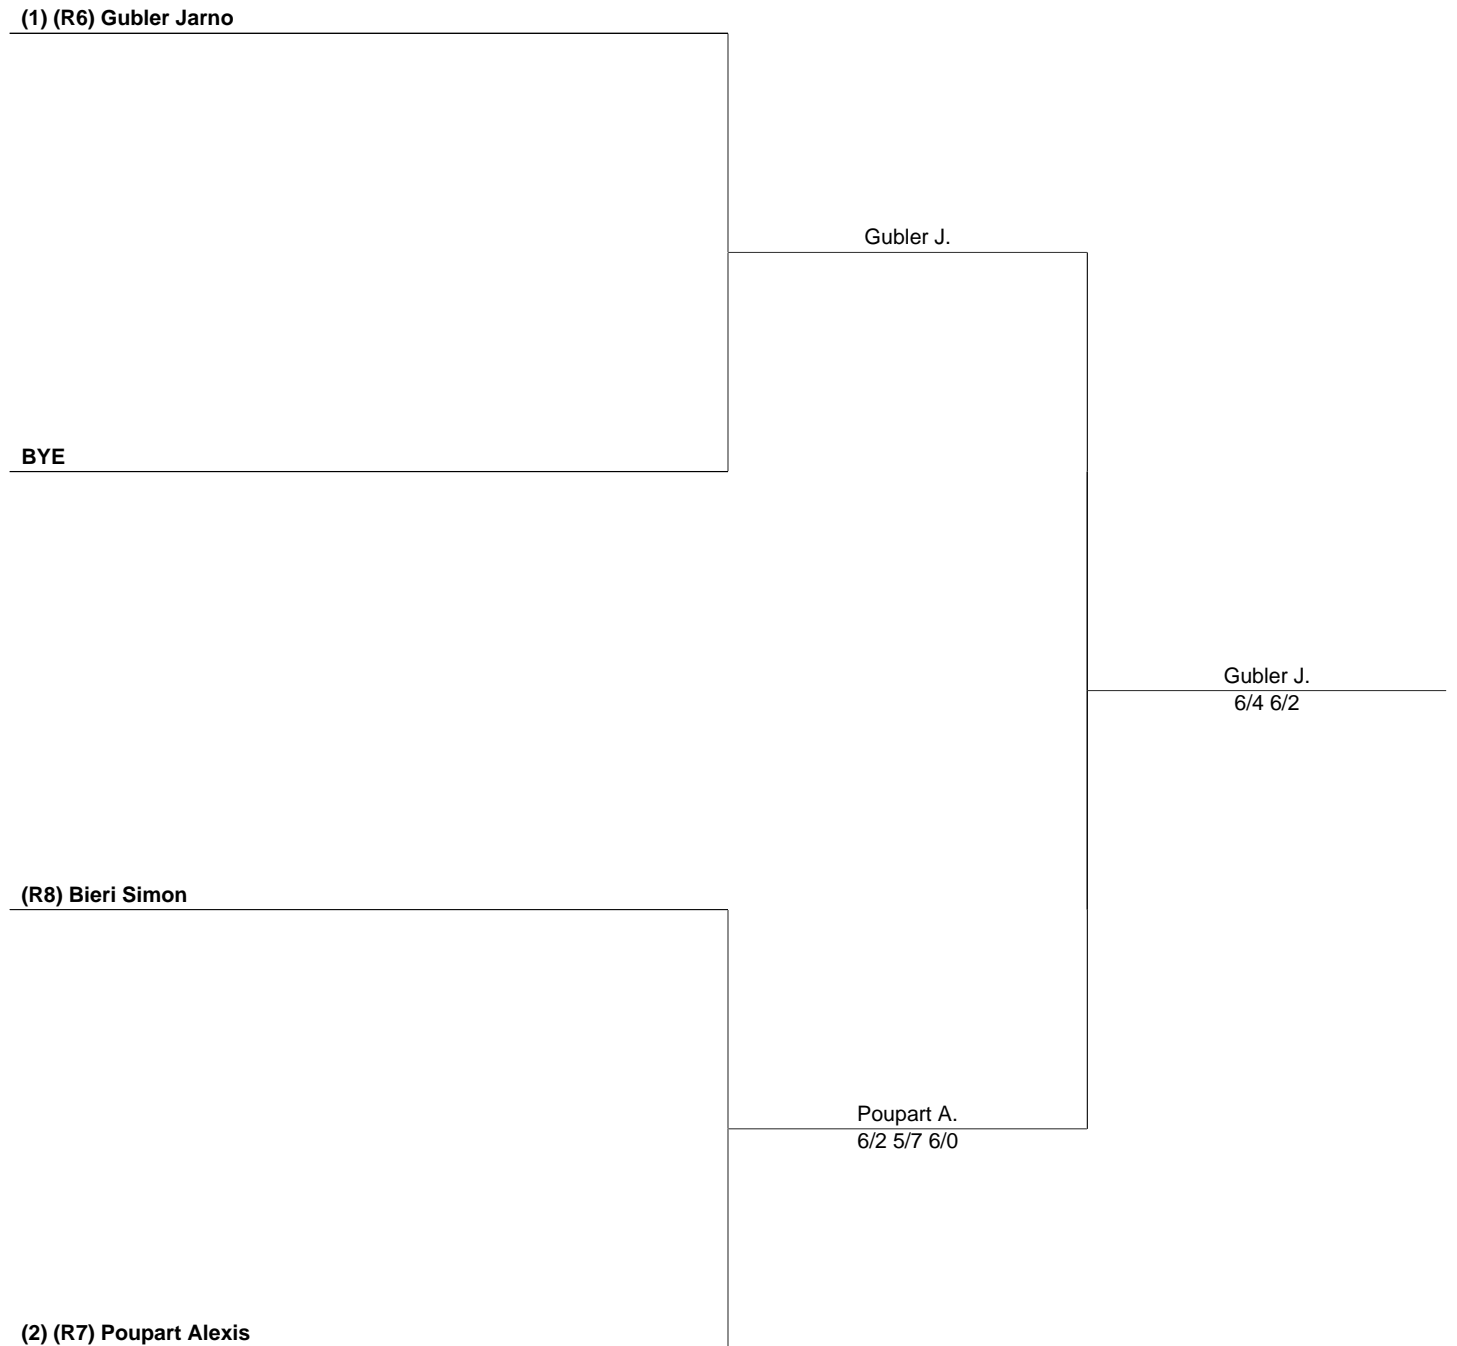 (1) (R6) Gubler Jarno
Gubler J.
BYE
Gubler J.
6/4 6/2
(R8) Bieri Simon
Poupart A.
6/2 5/7 6/0
(2) (R7) Poupart Alexis